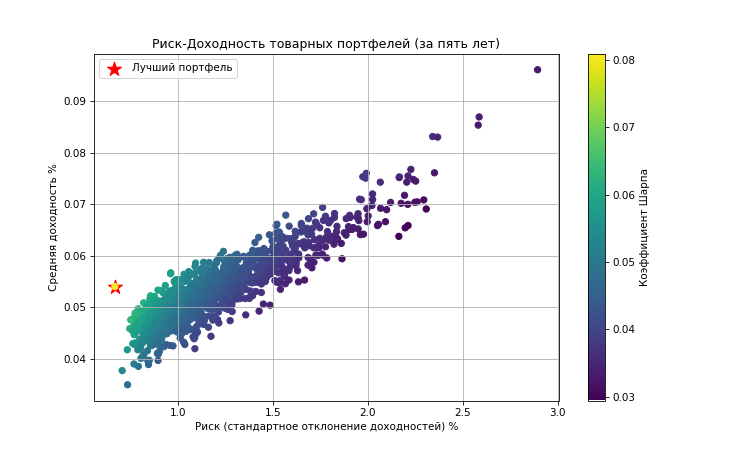 Риск-Доходность товарных портфелей (за пять лет)
Лучший портфель
Средняя доходность %
0.09
0.08
0.07
0.06
0.05
0.04
1.0 1.5 2.0 2.5 3.0
Риск (стандартное отклонение доходностей) %
0.08
0.07
0.06
0.05
0.04
0.03
Коэффициент Шарпа